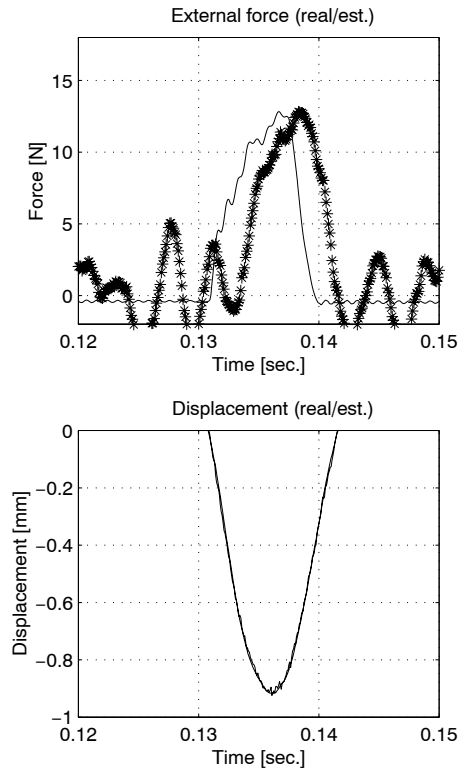 External force (real/est.)
15
10
5
0
Force [N]
0.12 0.13 0.14 0.15
Time [sec.]
Displacement (real/est.)
0
−0.2
−0.4
−0.6
−0.8
−1
Displacement [mm]
0.12 0.13 0.14 0.15
Time [sec.]